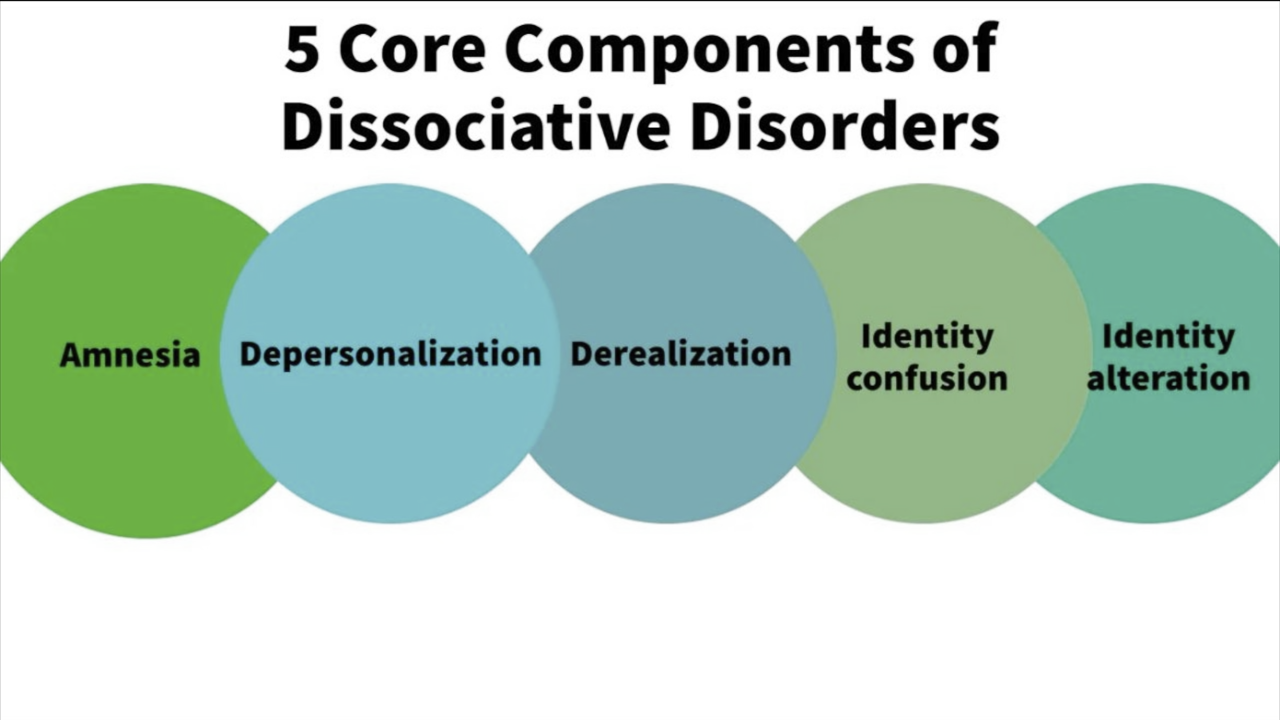 5 Core Components of
Dissociative Disorders
Amnesia
Depersonalization
Derealization
Identity
confusion
Identity
alteration